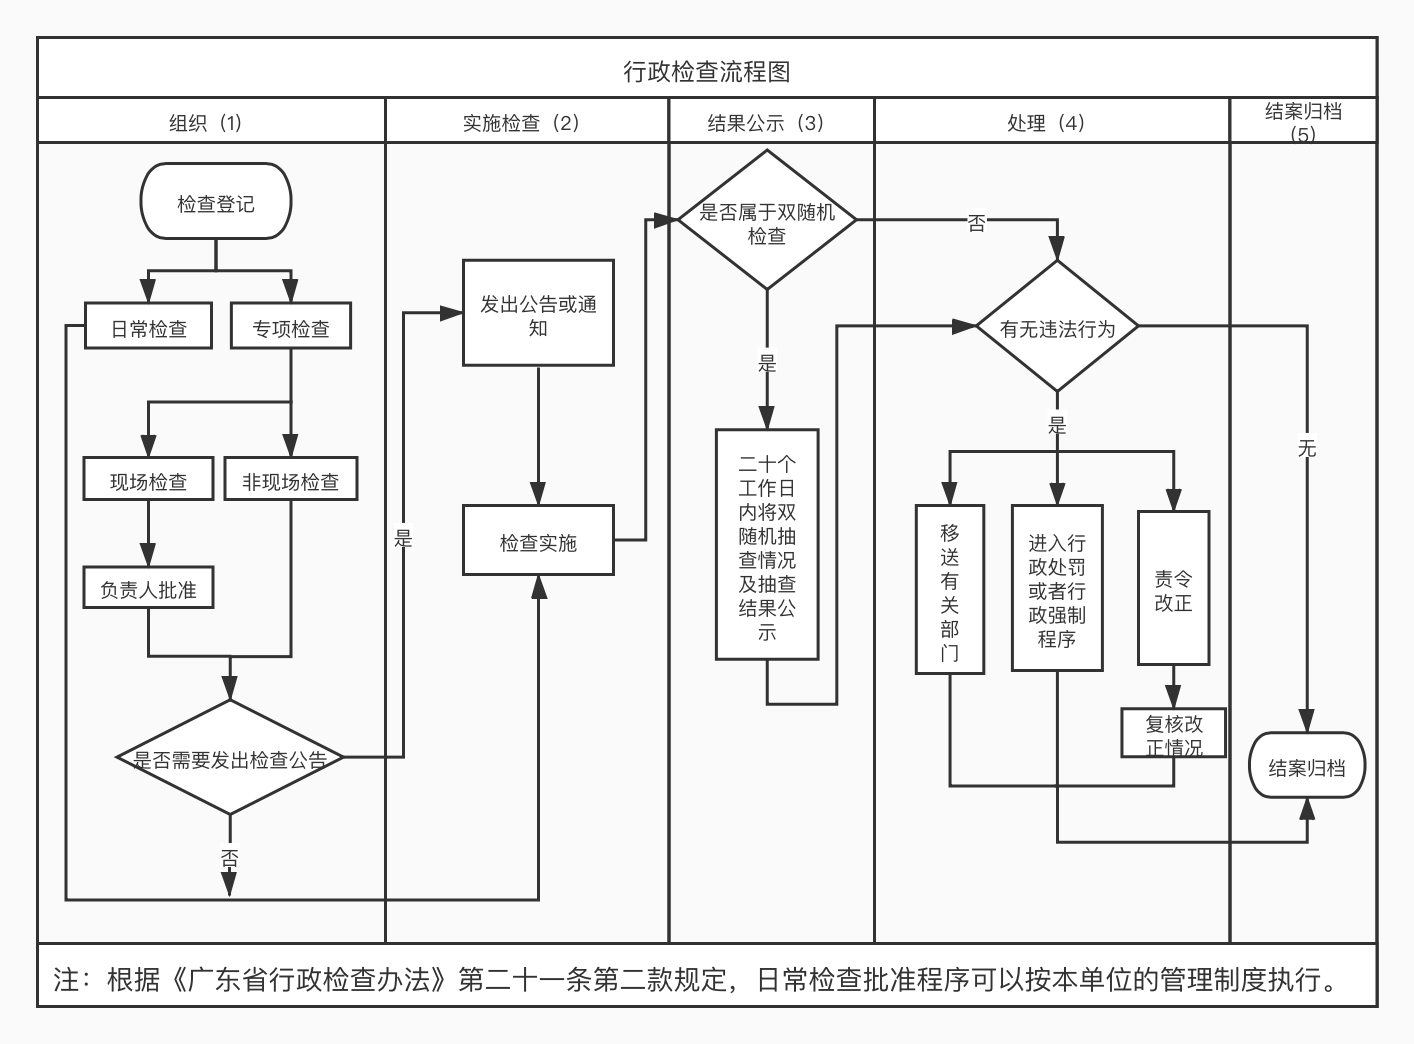 行政检查流程图
组织（1）
实施检查（2）
结果公示（3）
处理（4）
结案归档
（5）
检查登记
日常检查
专项检查
现场检查
非现场检查
负责人批准
是否需要发出检查公告
否
是
发出公告或通
知
检查实施
是否属于双随机
检查
是
二十个
工作日
内将双
随机抽
查情况
及抽查
结果公
示
否
有无违法行为
是
移
送
有
关
部
门
进入行
政处罚
或者行
政强制
程序
责令
改正
复核改
正情况
无
结案归档
注：根据《广东省行政检查办法》第二十一条第二款规定，日常检查批准程序可以按本单位的管理制度执行。